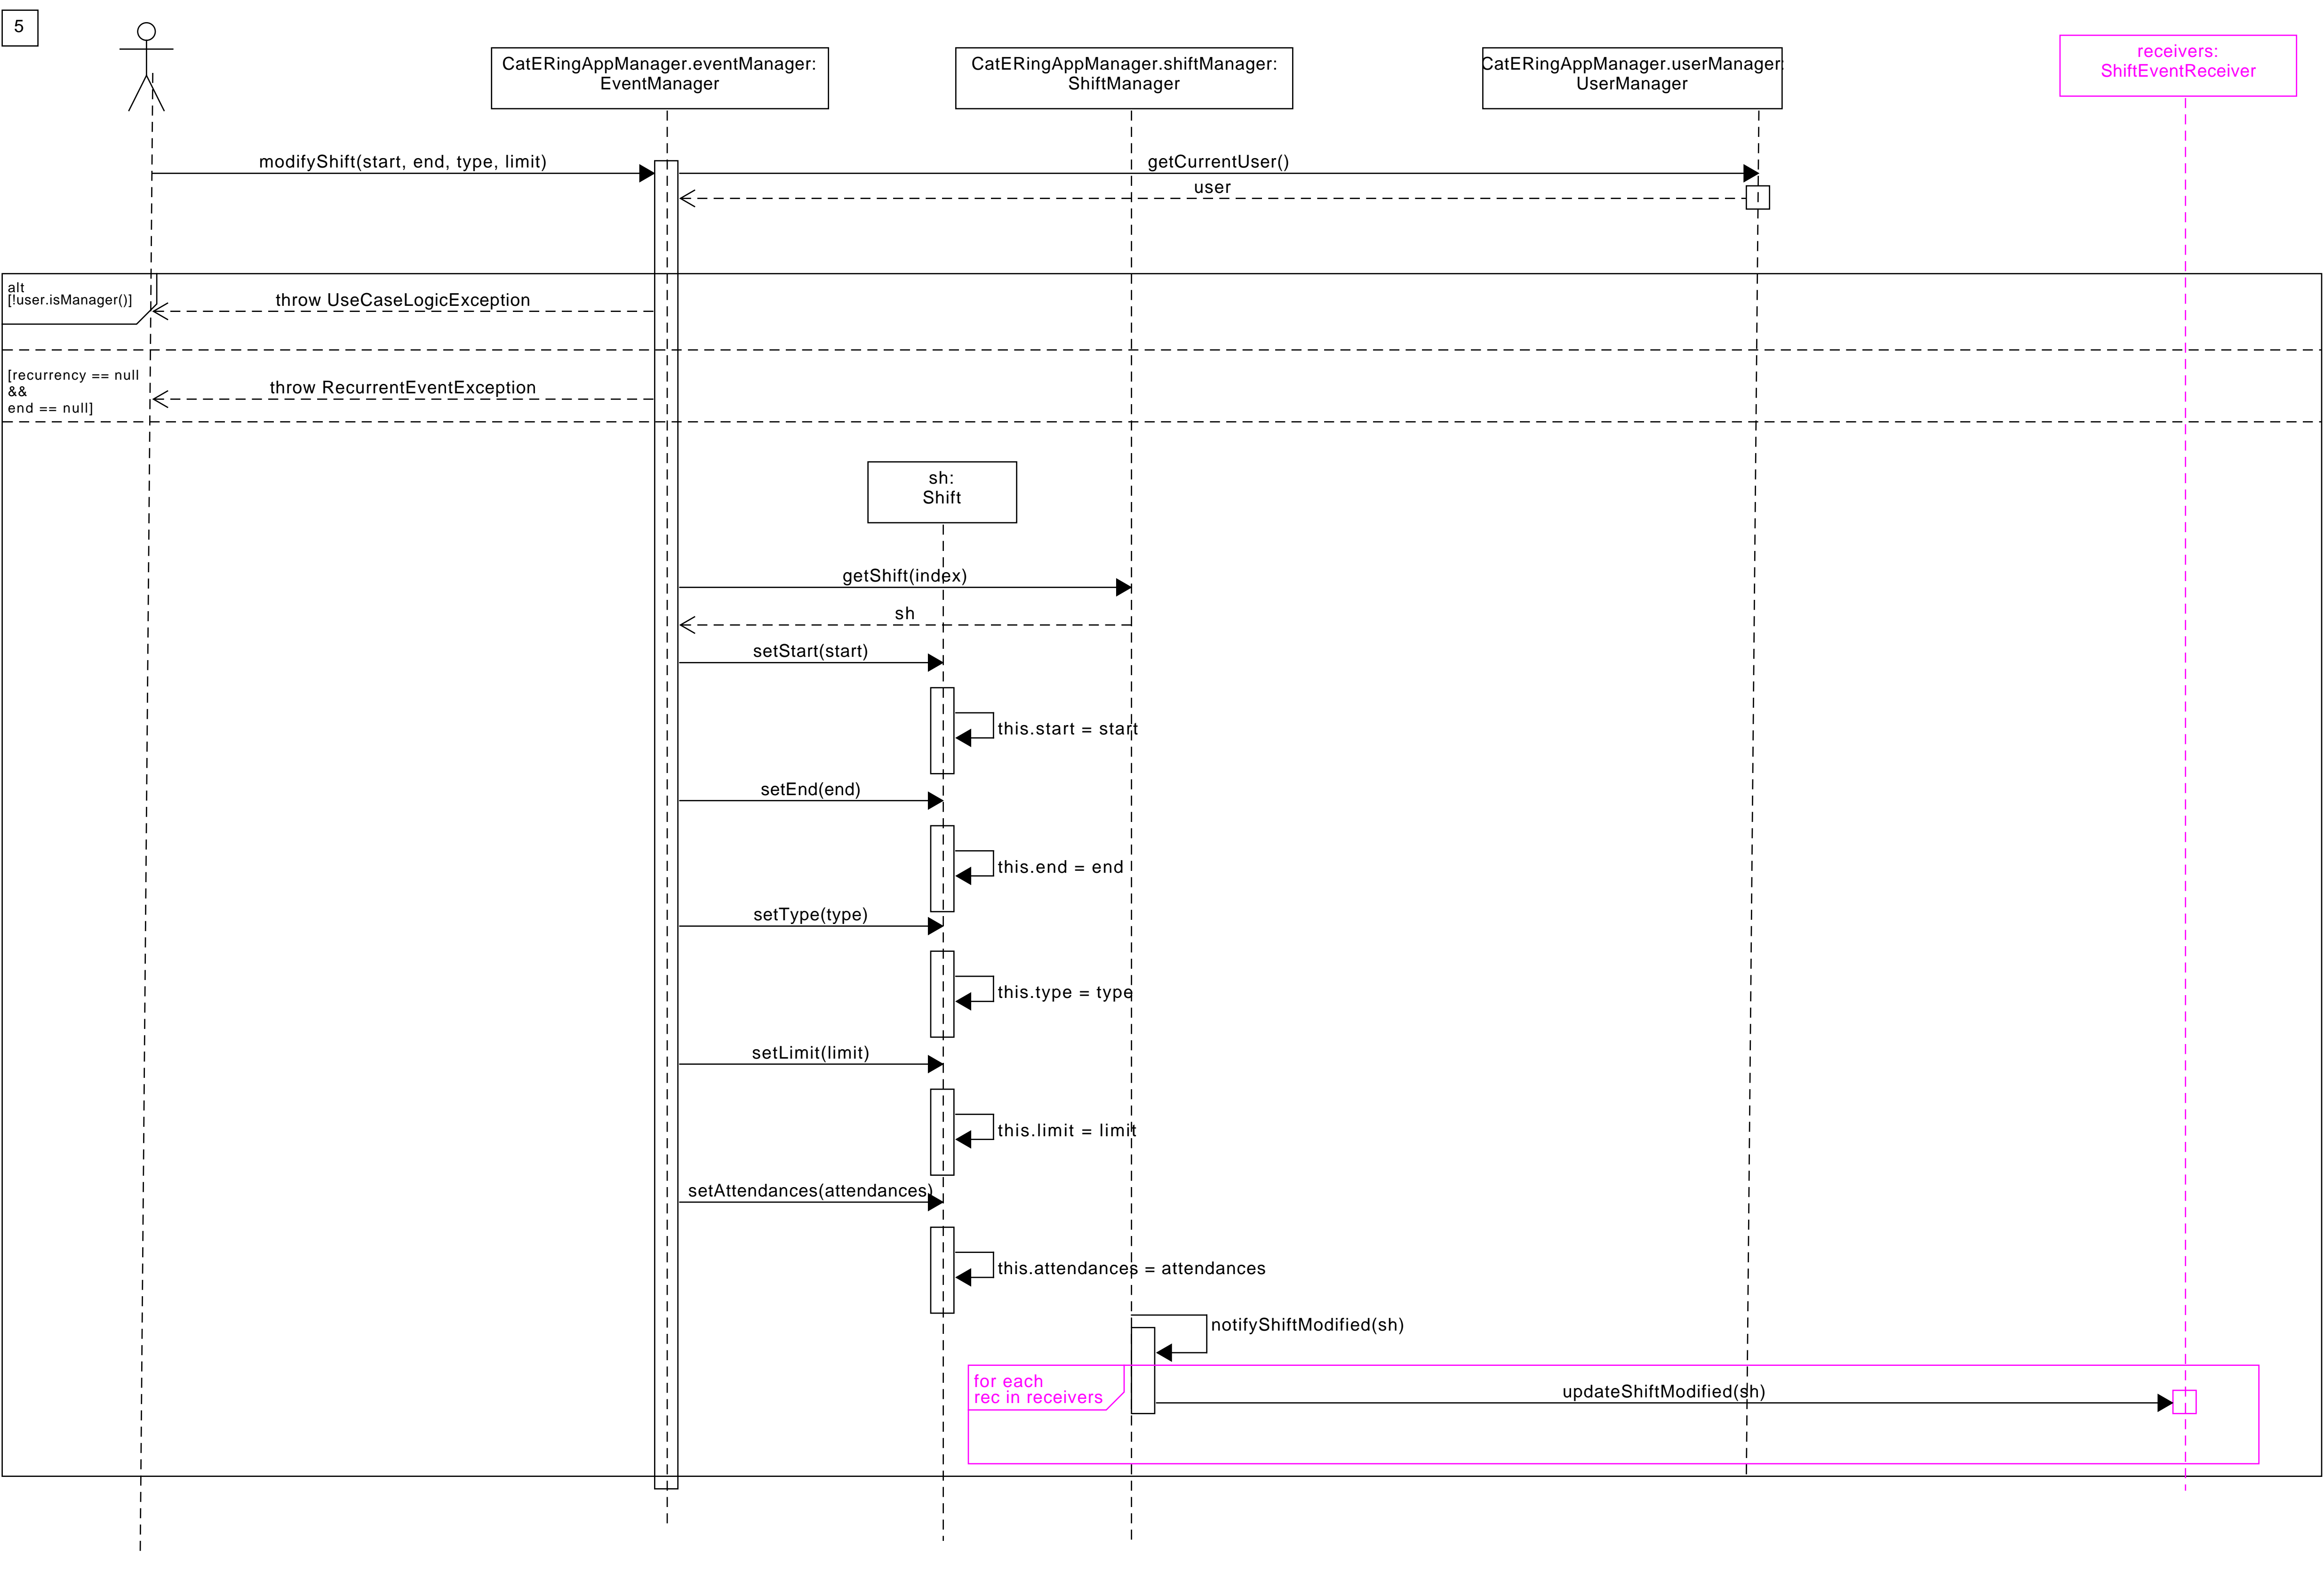 5
CatERingAppManager.eventManager:
EventManager
CatERingAppManager.shiftManager:
ShiftManager
CatERingAppManager.userManager:
UserManager
receivers:
ShiftEventReceiver
modifyShift(start, end, type, limit)
getCurrentUser()
user
alt
[!user.isManager()]
throw UseCaseLogicException
[recurrency == null
&&
end == null]
throw RecurrentEventException
sh:
Shift
getShift(index)
sh
setStart(start)
this.start = start
setEnd(end)
this.end = end
setType(type)
this.type = type
setLimit(limit)
this.limit = limit
setAttendances(attendances)
this.attendances = attendances
notifyShiftModified(sh)
for each
rec in receivers
updateShiftModified(sh)